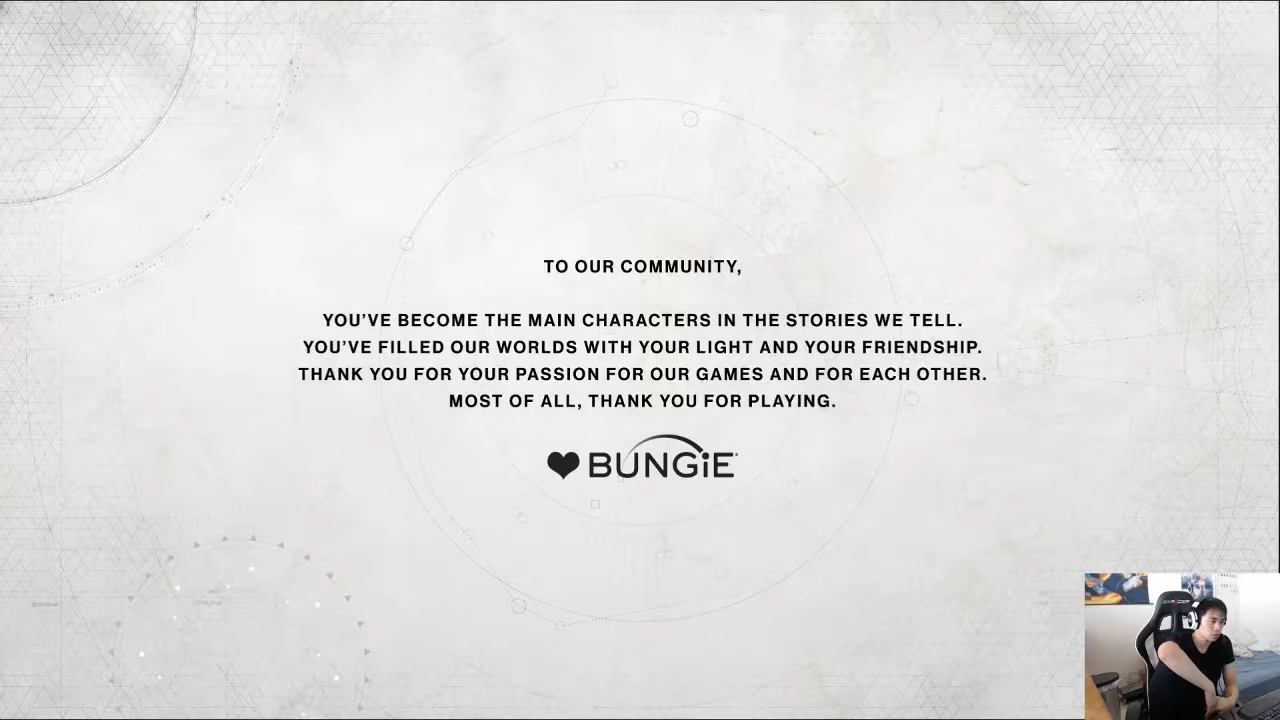 TO OUR COMMUNITY,
YOU'VE BECOME THE MAIN CHARACTERS IN THE STORIES WE TELL.
YOU'VE FILLED OUR WORLDS WITH YOUR LIGHT AND YOUR FRIENDSHIP.
THANK YOU FOR YOUR PASSION FOR OUR GAMES AND FOR EACH OTHER.
MOST OF ALL, THANK YOU FOR PLAYING.
BUNGiE